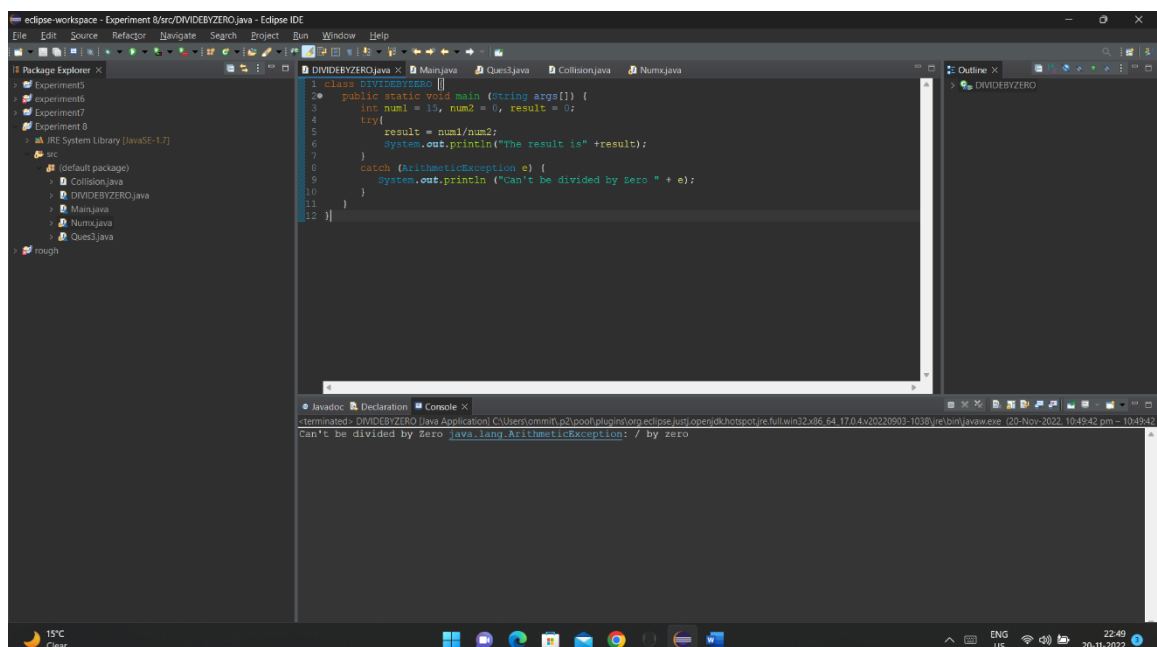 eclipse-workspace - Experiment 8/src/DIVIDEBYZERO.java - Eclipse IDE
File Edit Source Refactor Navigate Search Project Run Window Help
Package Explorer
Experiment5
experiment6
Experiment7
Experiment 8
JRE System Library [JavaSE-1.7]
src
(default package)
Collision.java
DIVIDEBYZERO.java
Main.java
Numx.java
Ques3.java
rough
DIVIDEBYZERO.java Main.java Ques3.java Collision.java Numx.java
1 class DIVIDEBYZERO {
2 public static void main (String args[]) {
3 int num1 = 15, num2 = 0, result = 0;
4 try{
5 result = num1/num2;
6 System.out.println("The result is" +result);
7 }
8 catch (ArithmeticException e) {
9 System.out.println ("Can't be divided by Zero " + e);
10 }
11 }
12 }
Outline
DIVIDEBYZERO
Javadoc Declaration Console
<terminated> DIVIDEBYZERO [Java Application] C:\Users\ommit\.p2\pool\plugins\org.eclipse.justj.openjdk.hotspot.jre.full.win32.x86_64_17.0.4.v20220903-1038\jre\bin\javaw.exe (20-Nov-2022, 10:49:42 pm – 10:49:42
Can't be divided by Zero java.lang.ArithmeticException: / by zero
15°C
Clear
ENG
US
22:49
20-11-2022
3